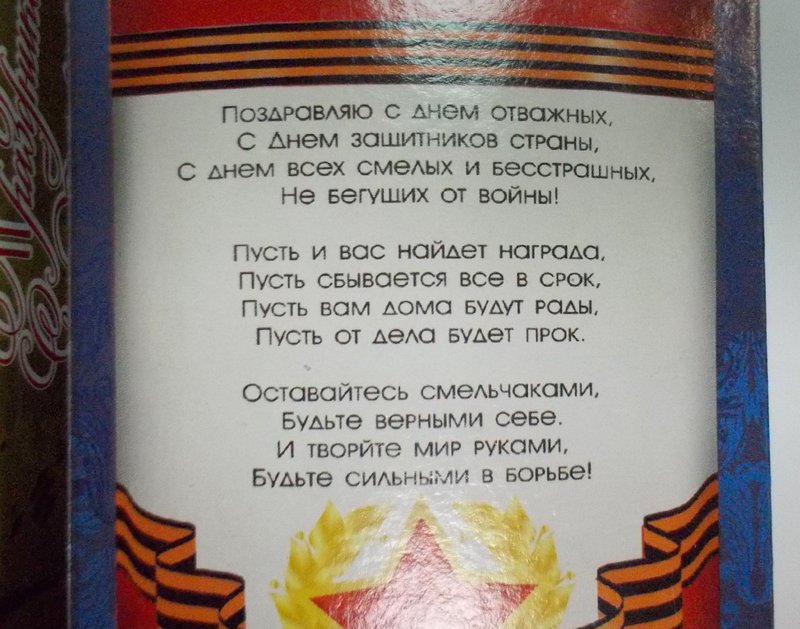 Поздравляю с днем отважных,
С Днем защитников страны,
С днем всех смелых и бесстрашных,
Не бегущих от войны!
Пусть и вас найдет награда,
Пусть сбывается все в срок,
Пусть вам дома будут рады,
Пусть от дела будет прок.
Оставайтесь смельчаками,
Будьте верными себе.
И творйте мир руками,
Будьте сильными в борьбе!